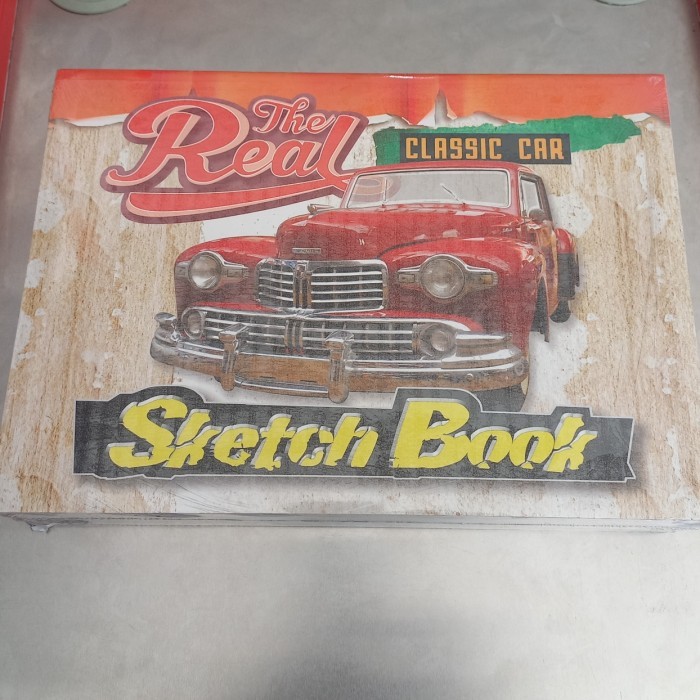 The
Real
CLASSIC CAR
Sketch Book